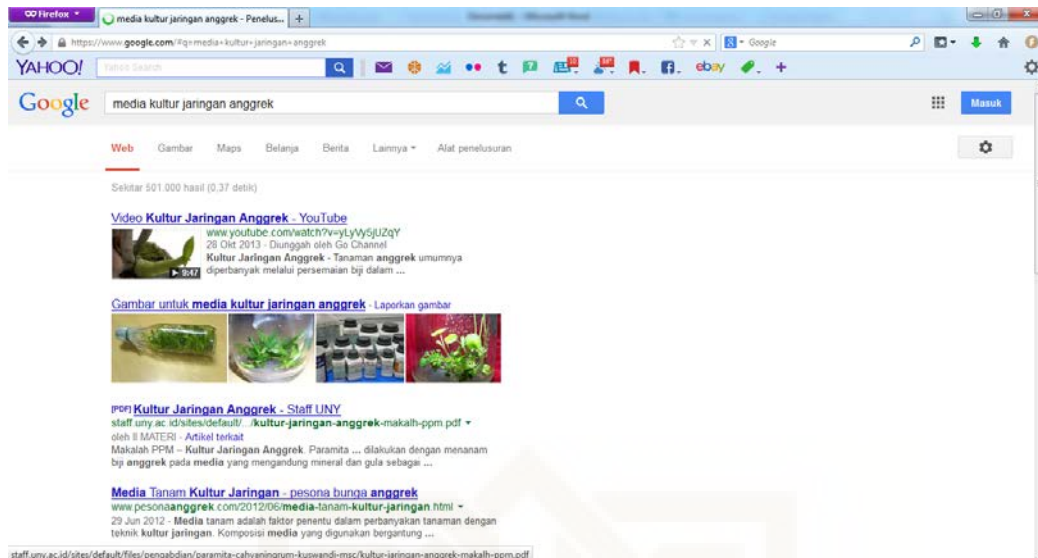 Firefox
media kultur jaringan anggrek - Penelus...
https://www.google.com/#q=media+kultur+jaringan+anggrek
Google
YAHOO!
Yahoo Search
ebay
Google
media kultur jaringan anggrek
Masuk
Web Gambar Maps Belanja Berita Lainnya Alat penelusuran
Sekitar 501.000 hasil (0,37 detik)
Video Kultur Jaringan Anggrek - YouTube
www.youtube.com/watch?v=yLyVy5jUZqY
28 Okt 2013 - Diunggah oleh Go Channel
Kultur Jaringan Anggrek - Tanaman anggrek umumnya
diperbanyak melalui persemaian biji dalam ...
9:47
Gambar untuk media kultur jaringan anggrek - Laporkan gambar
[PDF] Kultur Jaringan Anggrek - Staff UNY
staff.uny.ac.id/sites/default/.../kultur-jaringan-anggrek-makalh-ppm.pdf
oleh II MATERI - Artikel terkait
Makalah PPM – Kultur Jaringan Anggrek. Paramita ... dilakukan dengan menanam
biji anggrek pada media yang mengandung mineral dan gula sebagai ...
Media Tanam Kultur Jaringan - pesona bunga anggrek
www.pesonaanggrek.com/2012/06/media-tanam-kultur-jaringan.html
29 Jun 2012 - Media tanam adalah faktor penentu dalam perbanyakan tanaman dengan
teknik kultur jaringan. Komposisi media yang digunakan bergantung ...
staff.uny.ac.id/sites/default/files/pengabdian/paramita-cahyaningrum-kuswandi-msc/kultur-jaringan-anggrek-makalh-ppm.pdf